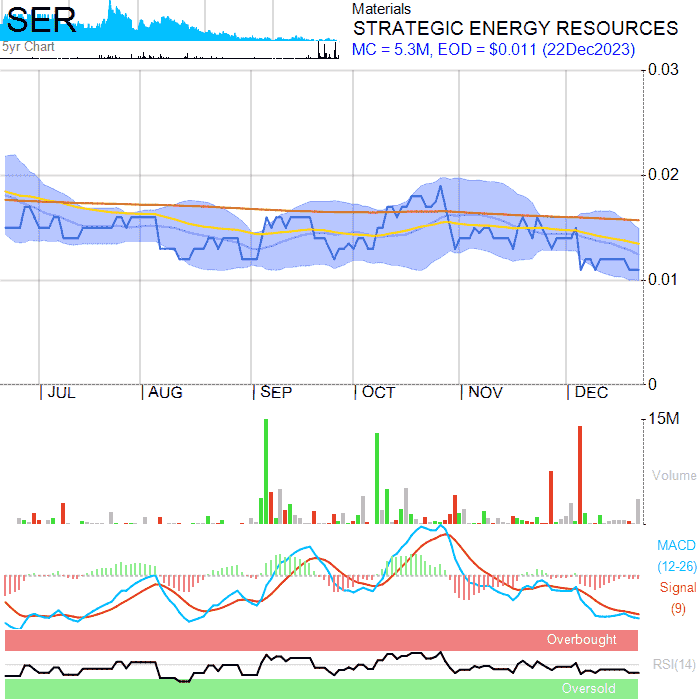 SER
5yr Chart
Materials
STRATEGIC ENERGY RESOURCES
MC = 5.3M, EOD = $0.011 (22Dec2023)
0.03
0.02
0.01
0
JUL
AUG
SEP
OCT
NOV
DEC
15M
Volume
MACD
(12-26)
Signal
(9)
Overbought
RSI(14)
Oversold